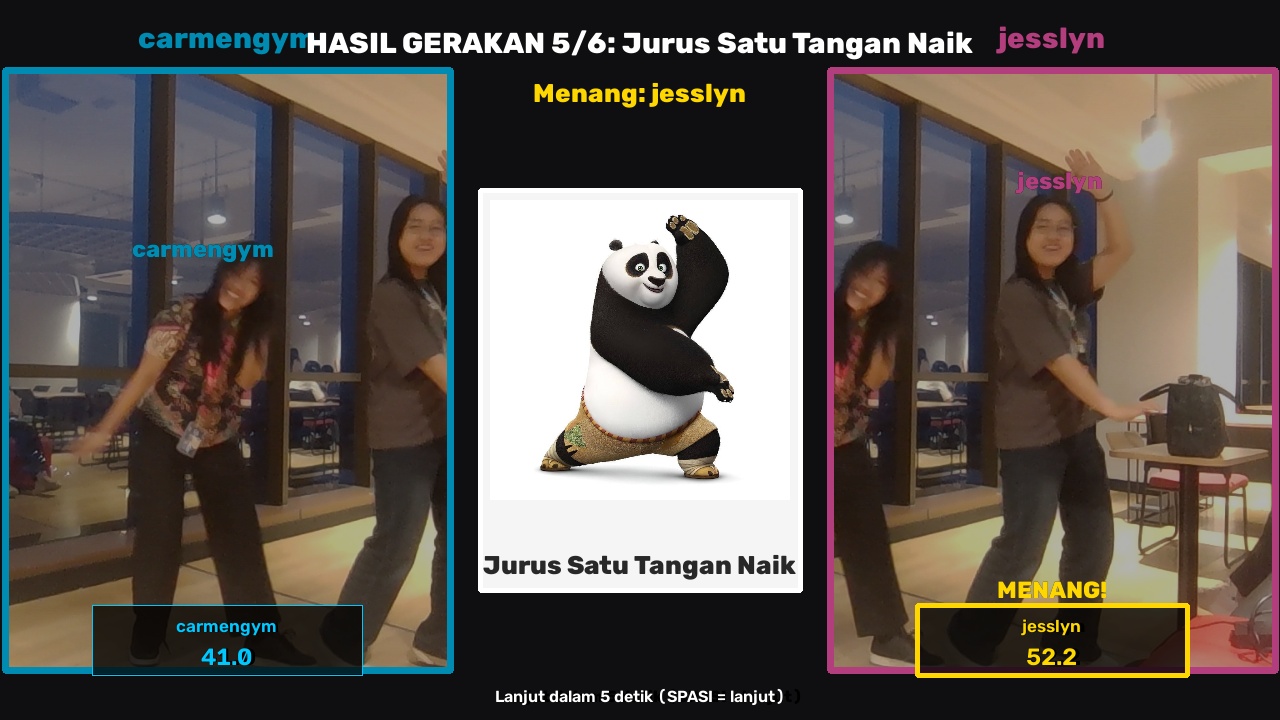 carmengym
HASIL GERAKAN 5/6: Jurus Satu Tangan Naik
jesslyn
Menang: jesslyn
carmengym
jesslyn
Jurus Satu Tangan Naik
carmengym
41.0
MENANG!
jesslyn
52.2
Lanjut dalam 5 detik (SPASI = lanjut)